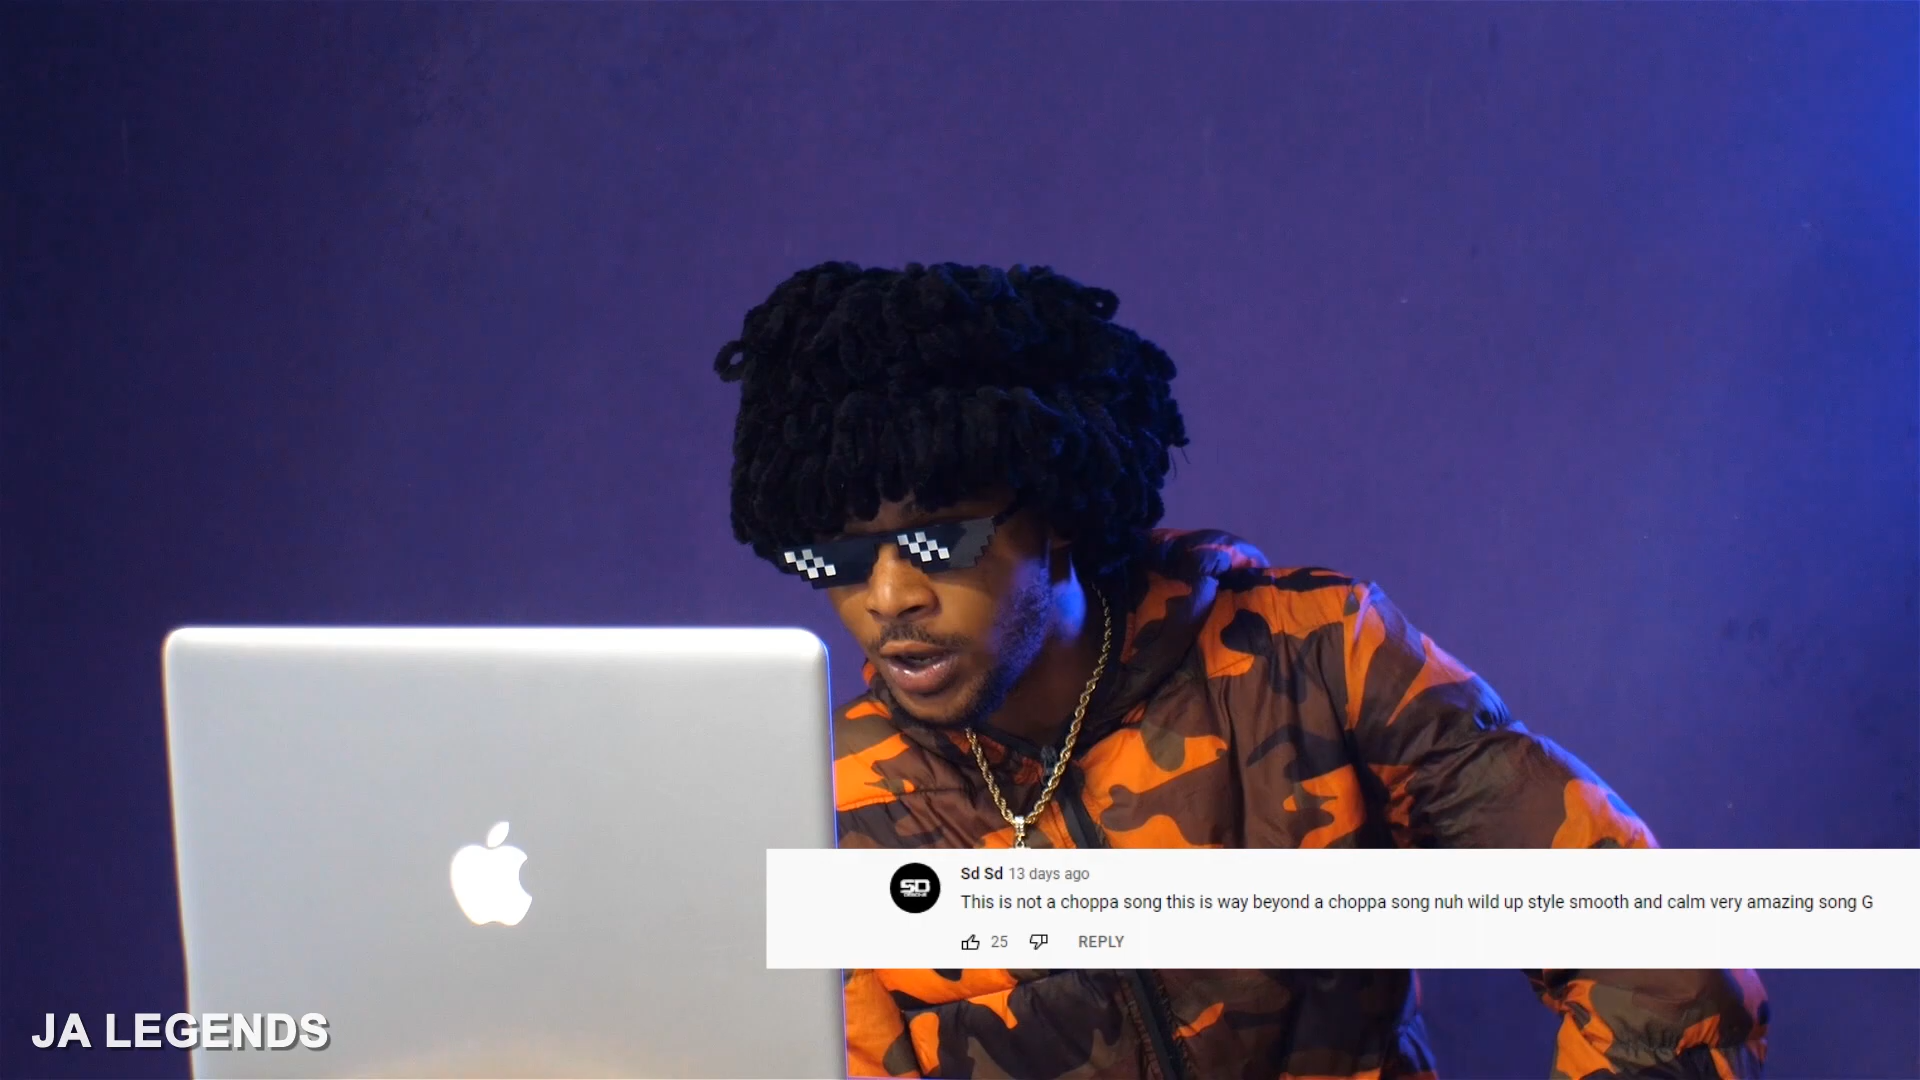 Sd Sd 13 days ago
This is not a choppa song this is way beyond a choppa song nuh wild up style smooth and calm very amazing song G
25 REPLY
JA LEGENDS
SD